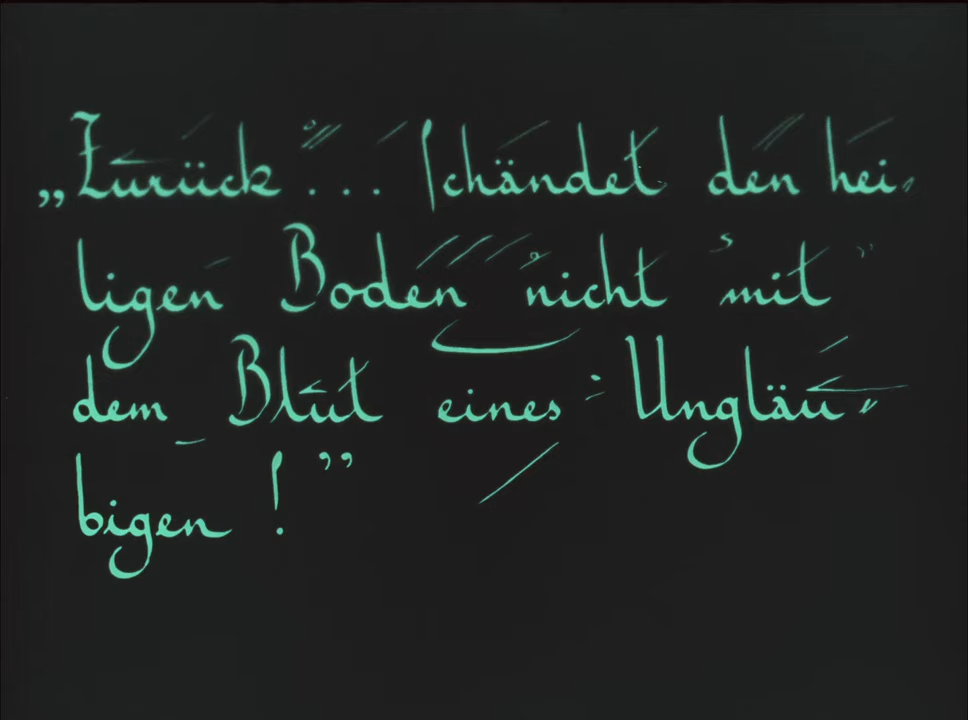 „Zurück... schändet den hei-
ligen Boden nicht mit
dem Blut eines Ungläu-
bigen!”